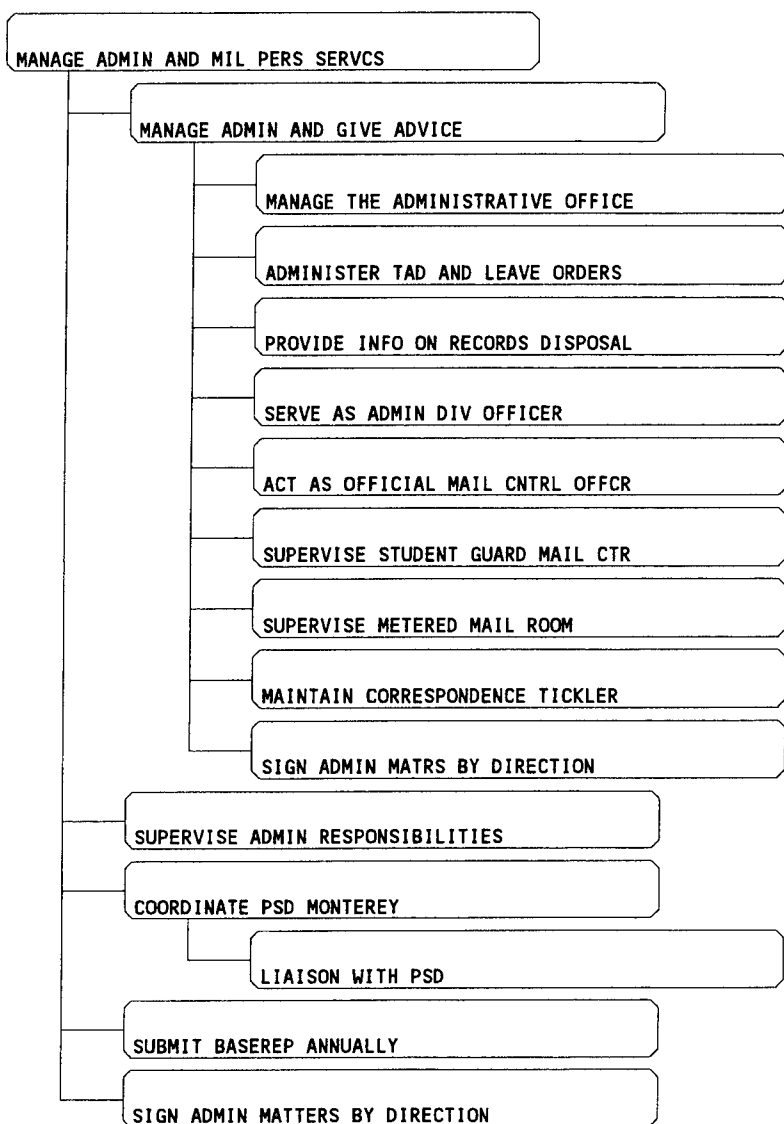 MANAGE ADMIN AND MIL PERS SERVCS
MANAGE ADMIN AND GIVE ADVICE
MANAGE THE ADMINISTRATIVE OFFICE
ADMINISTER TAD AND LEAVE ORDERS
PROVIDE INFO ON RECORDS DISPOSAL
SERVE AS ADMIN DIV OFFICER
ACT AS OFFICIAL MAIL CNTRL OFFCR
SUPERVISE STUDENT GUARD MAIL CTR
SUPERVISE METERED MAIL ROOM
MAINTAIN CORRESPONDENCE TICKLER
SIGN ADMIN MATRS BY DIRECTION
SUPERVISE ADMIN RESPONSIBILITIES
COORDINATE PSD MONTEREY
LIAISON WITH PSD
SUBMIT BASEREP ANNUALLY
SIGN ADMIN MATTERS BY DIRECTION